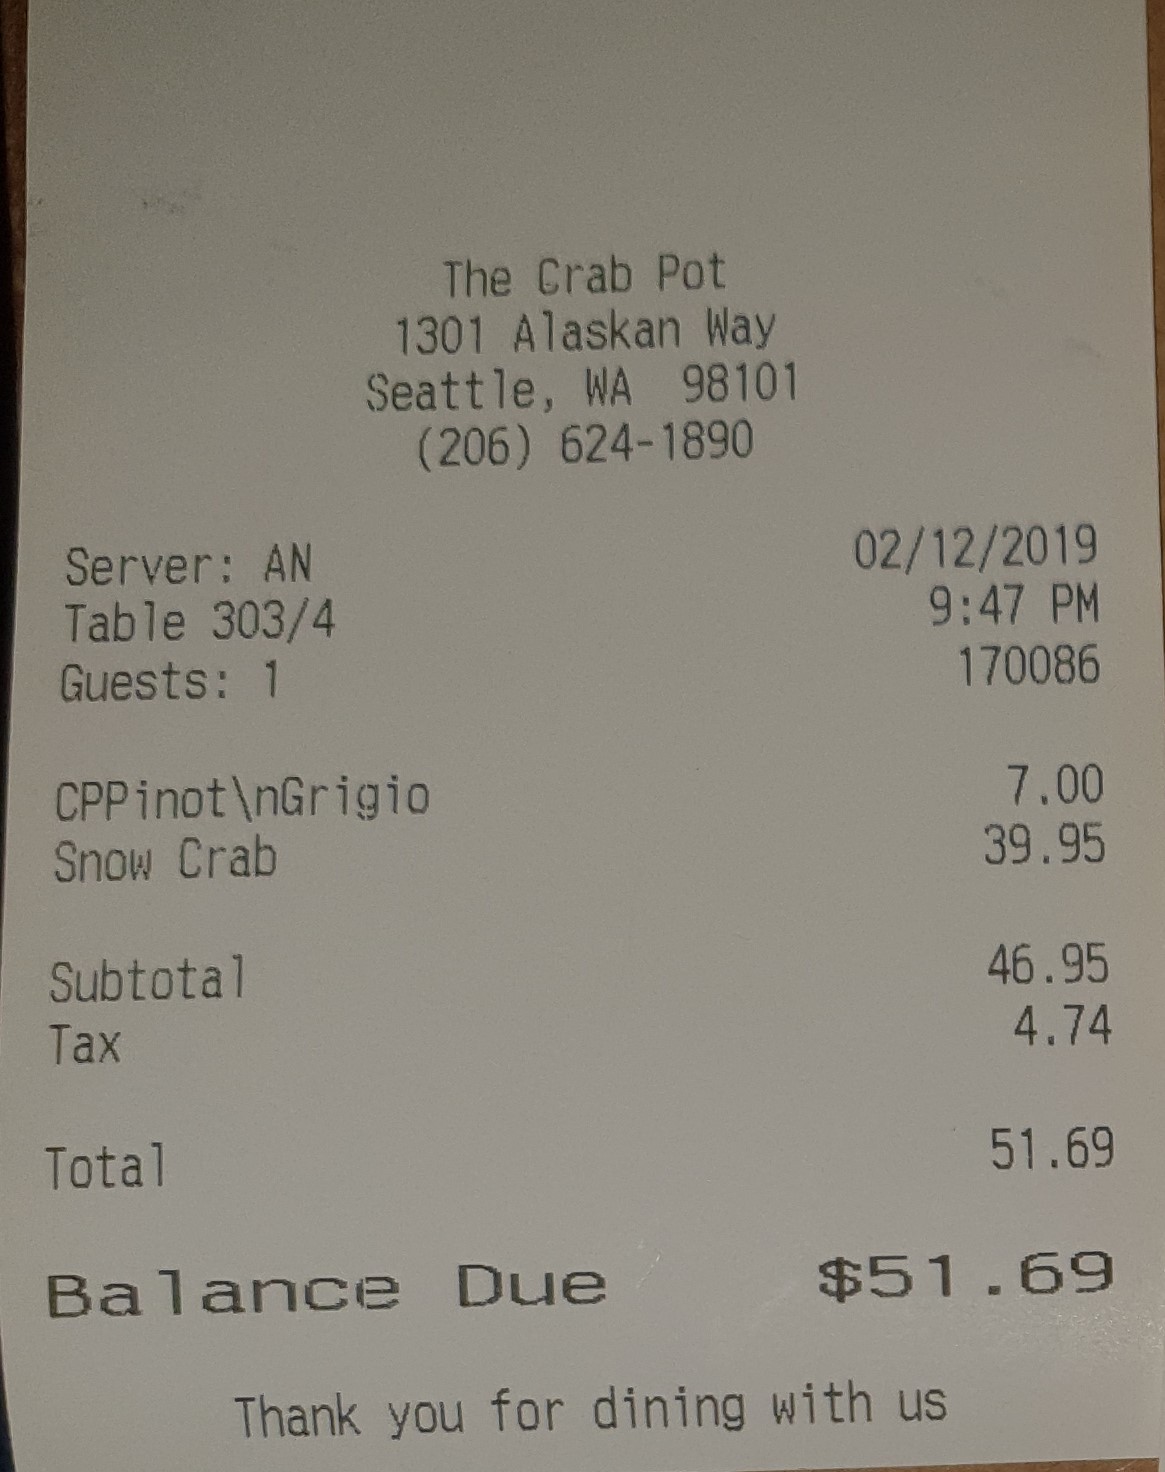 The Crab Pot
1301 Alaskan Way
Seattle, WA  98101
(206) 624-1890
Server: AN 02/12/2019
Table 303/4 9:47 PM
Guests: 1 170086
CPPinot\nGrigio 7.00
Snow Crab 39.95
Subtotal 46.95
Tax 4.74
Total 51.69
Balance Due $51.69
Thank you for dining with us